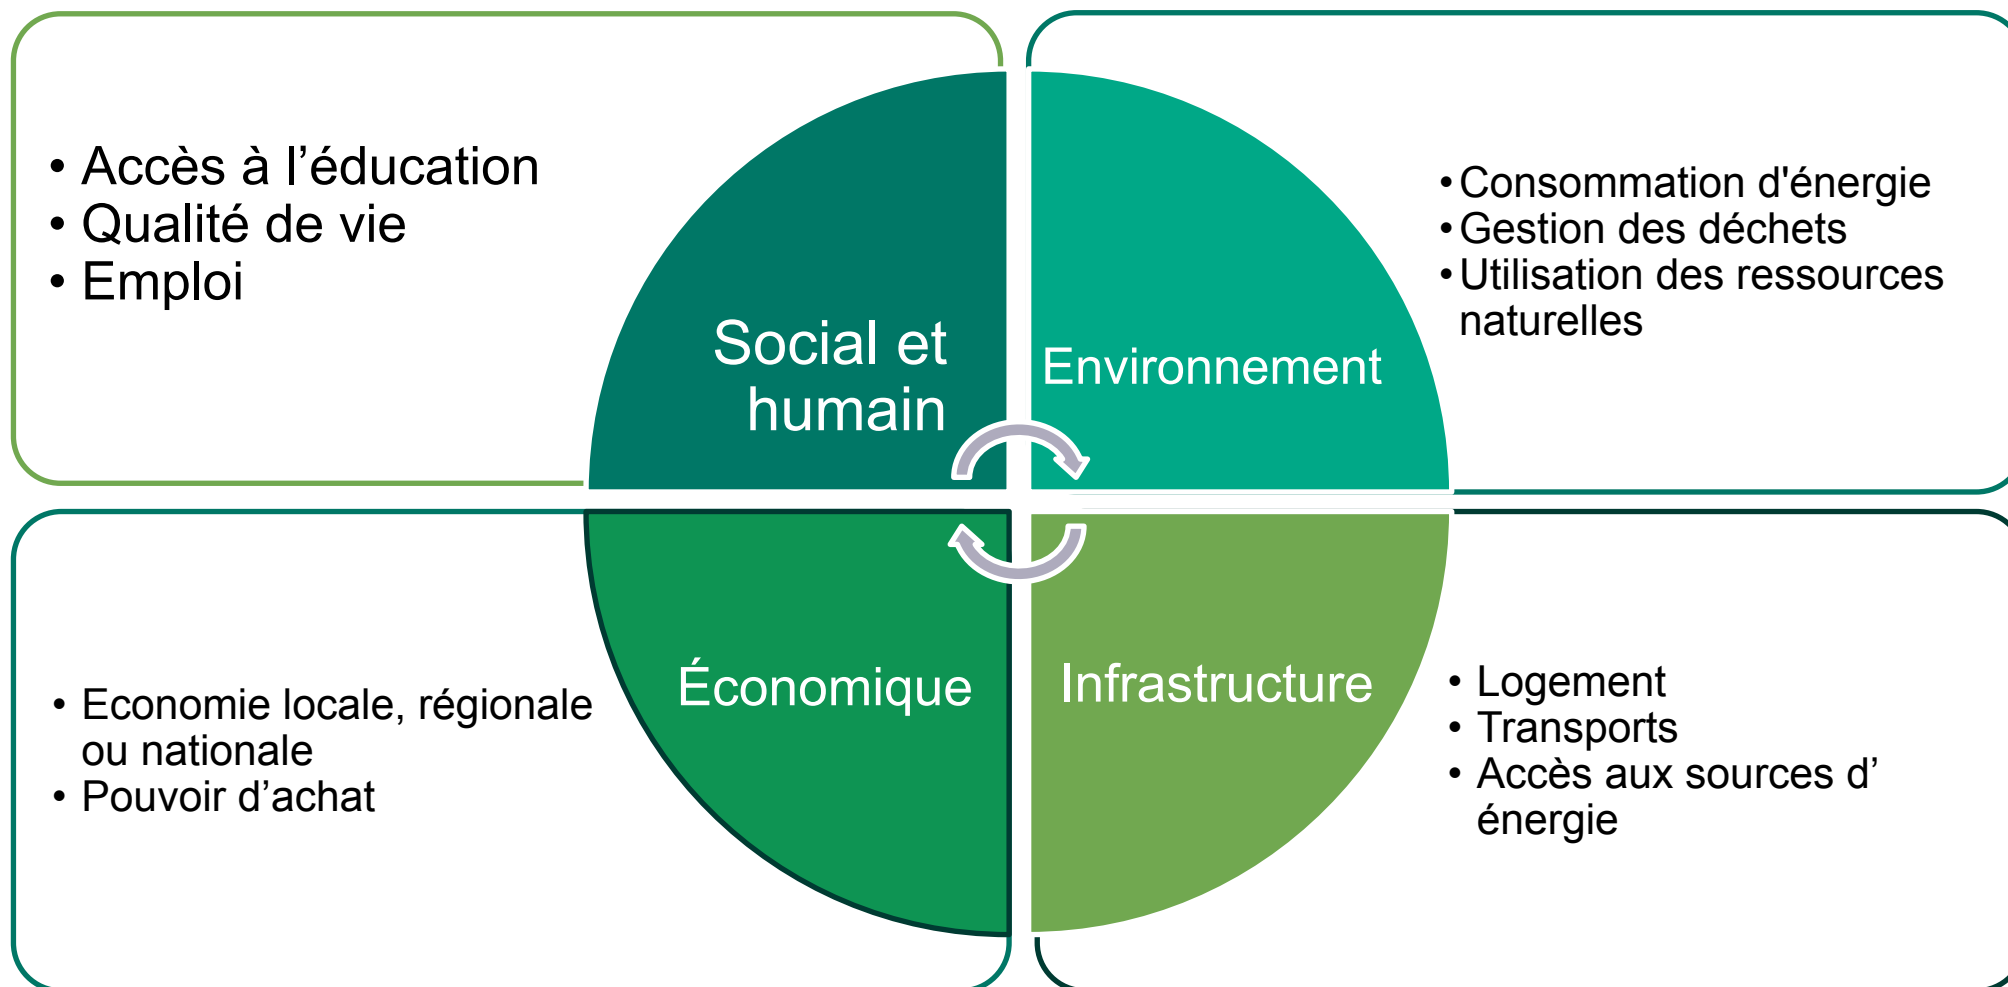 • Accès à l’éducation
• Qualité de vie
• Emploi
Social et
humain
Environnement
•Consommation d'énergie
•Gestion des déchets
•Utilisation des ressources
naturelles
• Economie locale, régionale
ou nationale
• Pouvoir d’achat
Économique
Infrastructure
• Logement
• Transports
• Accès aux sources d’
énergie